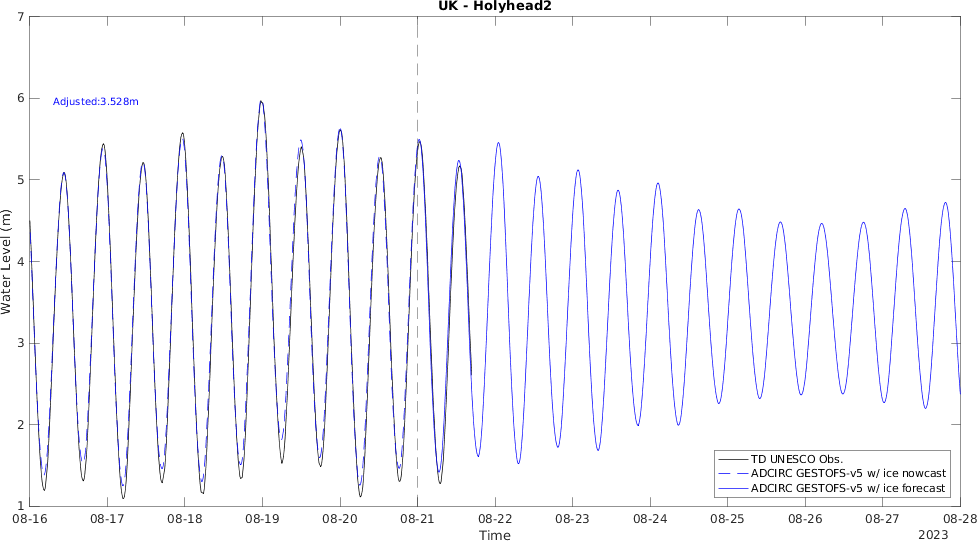 UK - Holyhead2
7
6
5
4
3
2
1
Water Level (m)
Adjusted:3.528m
TD UNESCO Obs.
ADCIRC GESTOFS-v5 w/ ice nowcast
ADCIRC GESTOFS-v5 w/ ice forecast
08-16 08-17 08-18 08-19 08-20 08-21 08-22 08-23 08-24 08-25 08-26 08-27 08-28
Time
2023